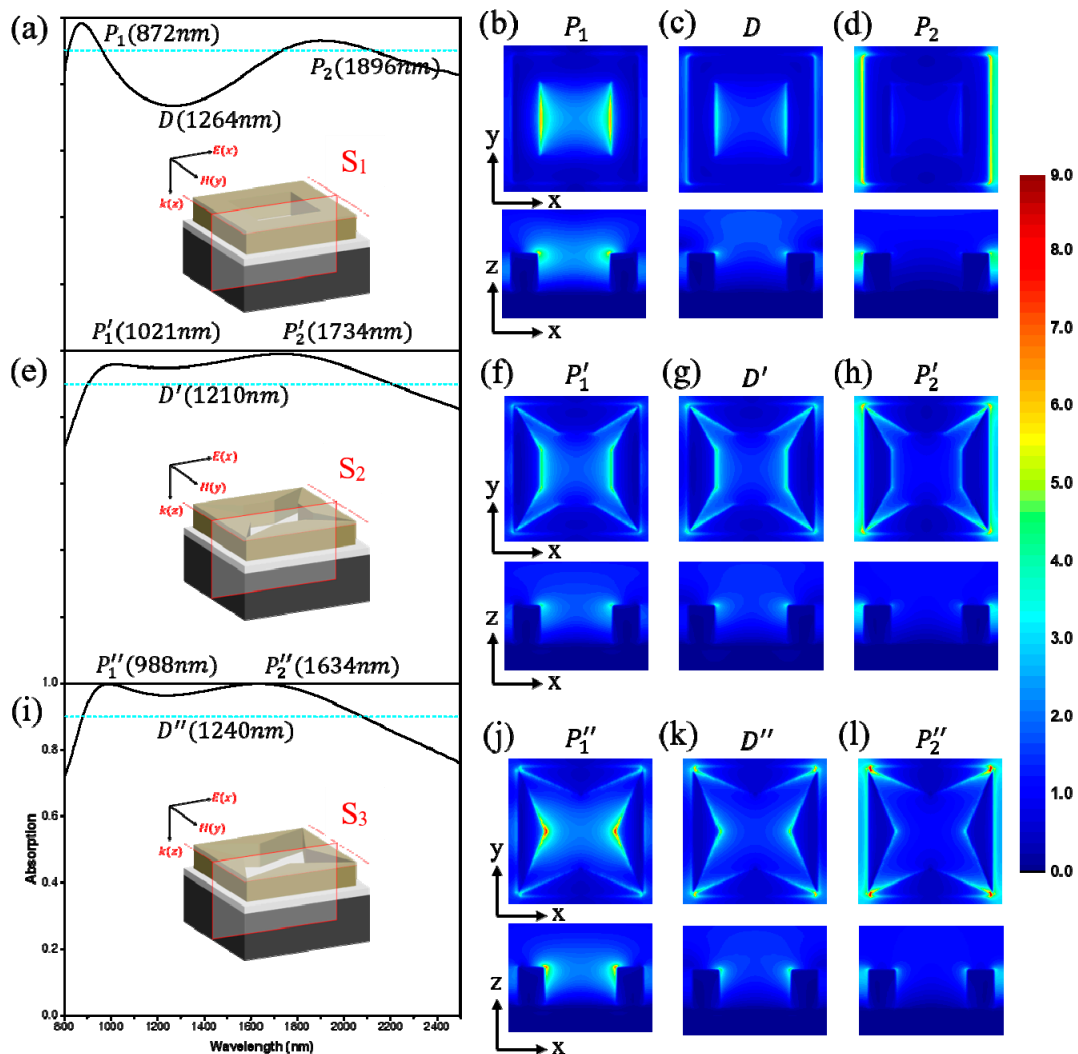 (a)
P₁(872nm)
P₂(1896nm)
D(1264nm)
E(x)
H(y)
k(z)
S₁
(b) P₁
(c) D
(d) P₂
y
x
z
x
P₁′(1021nm) P₂′(1734nm)
(e)
D′(1210nm)
E(x)
H(y)
k(z)
S₂
(f) P₁′
(g) D′
(h) P₂′
y
x
z
x
P₁′′(988nm) P₂′′(1634nm)
(i)
D′′(1240nm)
E(x)
H(y)
k(z)
S₃
1.0
0.8
0.6
0.4
0.2
0.0
Absorption
800 1000 1200 1400 1600 1800 2000 2200 2400
Wavelength (nm)
(j) P₁′′
(k) D′′
(l) P₂′′
y
x
z
x
9.0
8.0
7.0
6.0
5.0
4.0
3.0
2.0
1.0
0.0